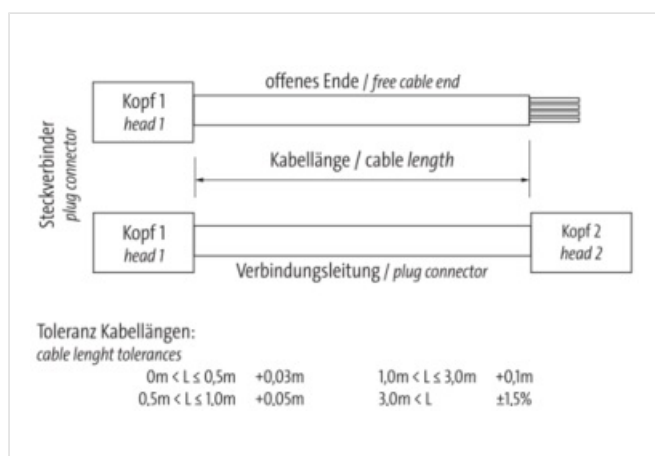 offenes Ende / free cable end
Kopf 1
head 1
Steckverbinder
plug connector
Kabellänge / cable length
Kopf 1
head 1
Kopf 2
head 2
Verbindungsleitung / plug connector
Toleranz Kabellängen:
cable lenght tolerances
0m < L ≤ 0,5m +0,03m 1,0m < L ≤ 3,0m +0,1m
0,5m < L ≤ 1,0m +0,05m 3,0m < L ±1,5%